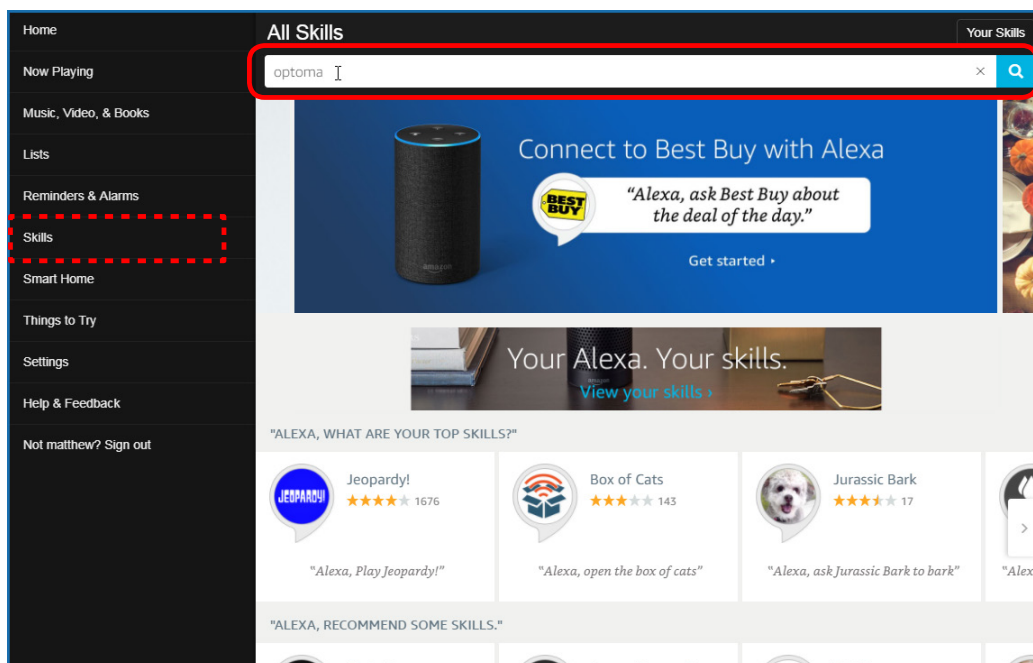 Home
Now Playing
Music, Video, & Books
Lists
Reminders & Alarms
Skills
Smart Home
Things to Try
Settings
Help & Feedback
Not matthew? Sign out
All Skills
Your Skills
optoma
Connect to Best Buy with Alexa
BEST BUY
“Alexa, ask Best Buy about
the deal of the day.”
Get started ›
amazon
Your Alexa. Your skills.
amazon
View your skills ›
"ALEXA, WHAT ARE YOUR TOP SKILLS?"
JEOPARDY!
Jeopardy!
1676
"Alexa, Play Jeopardy!"
Box of Cats
143
"Alexa, open the box of cats"
Jurassic Bark
17
"Alexa, ask Jurassic Bark to bark"
"Alex
"ALEXA, RECOMMEND SOME SKILLS."